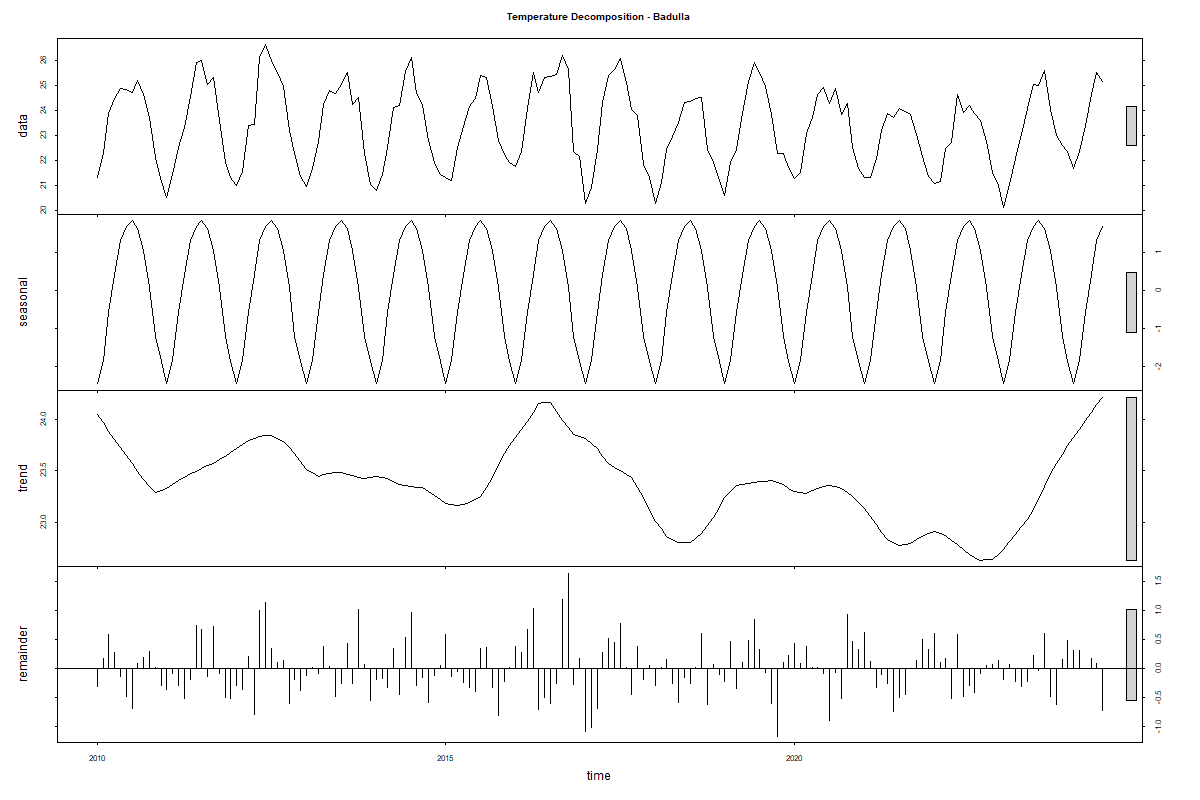 Temperature Decomposition - Badulla
data
20 21 22 23 24 25 26
seasonal
-2 -1 0 1
trend
23.0 23.5 24.0
remainder
-1.0 -0.5 0.0 0.5 1.0 1.5
2010 2015 2020
time